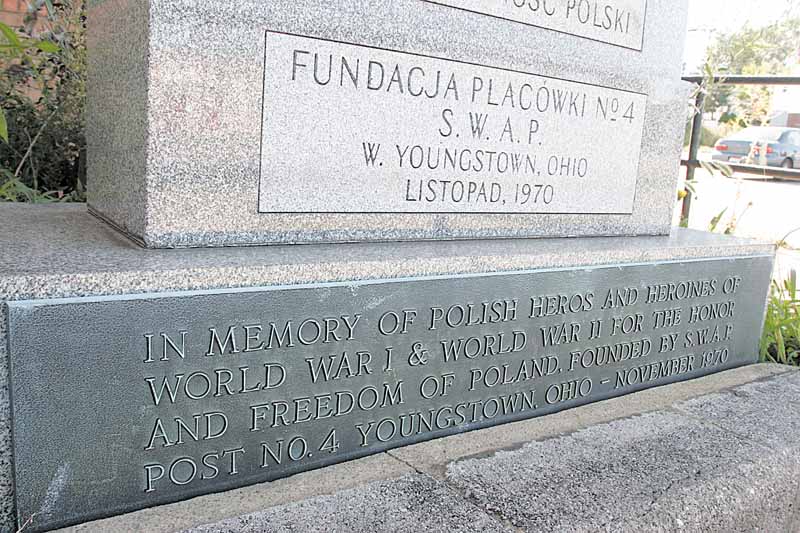 POLSKI
FUNDACJA PLACÓWKI Nº 4
S. W. A. P.
W. YOUNGSTOWN, OHIO
LISTOPAD, 1970
IN MEMORY OF POLISH HEROS AND HEROINES OF
WORLD WAR I & WORLD WAR II FOR THE HONOR
AND FREEDOM OF POLAND. FOUNDED BY S.W.A.P.
POST NO. 4 YOUNGSTOWN, OHIO - NOVEMBER 1970